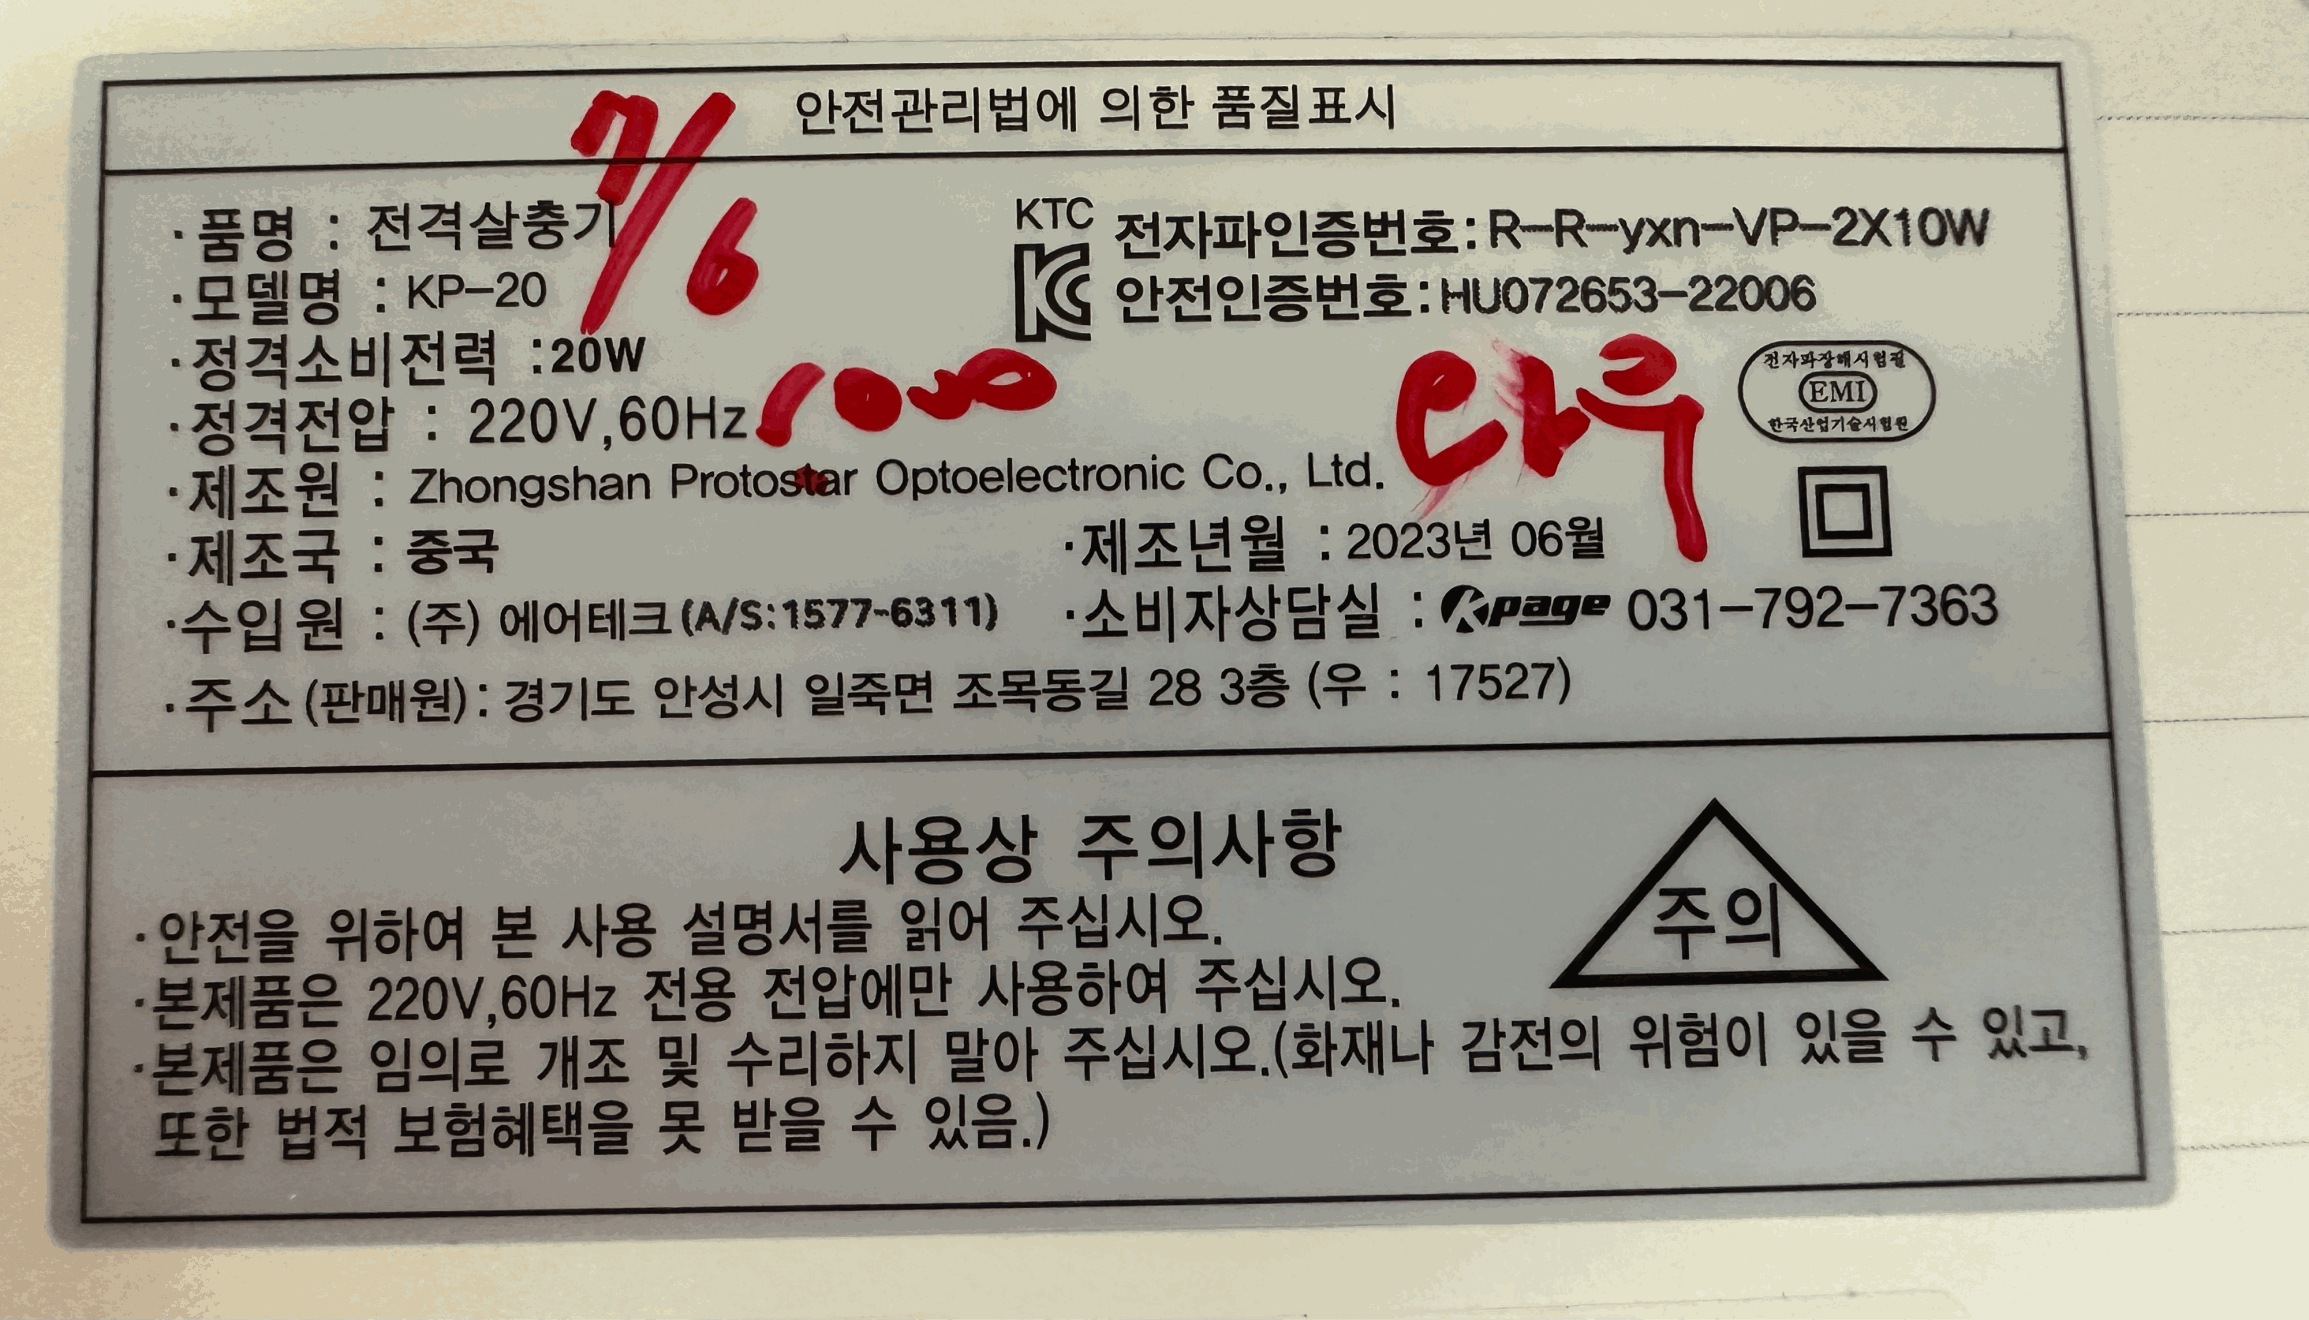 안전관리법에 의한 품질표시
7/6
·품명 : 전격살충기
KTC 전자파인증번호:R-R-yxn-VP-2X10W
·모델명 : KP-20
안전인증번호:HU072653-22006
·정격소비전력 :20W
전자파장해시험필
EMI
한국산업기술시험원
·정격전압 : 220V,60Hz
1000
·제조원 : Zhongshan Protostar Optoelectronic Co., Ltd.
·제조국 : 중국
·제조년월 : 2023년 06월
·수입원 : (주) 에어테크(A/S:1577-6311)
·소비자상담실 : Kpage 031-792-7363
·주소(판매원): 경기도 안성시 일죽면 조목동길 28 3층 (우 : 17527)
사용상 주의사항
주의
·안전을 위하여 본 사용 설명서를 읽어 주십시오.
·본제품은 220V,60Hz 전용 전압에만 사용하여 주십시오.
·본제품은 임의로 개조 및 수리하지 말아 주십시오.(화재나 감전의 위험이 있을 수 있고,
또한 법적 보험혜택을 못 받을 수 있음.)